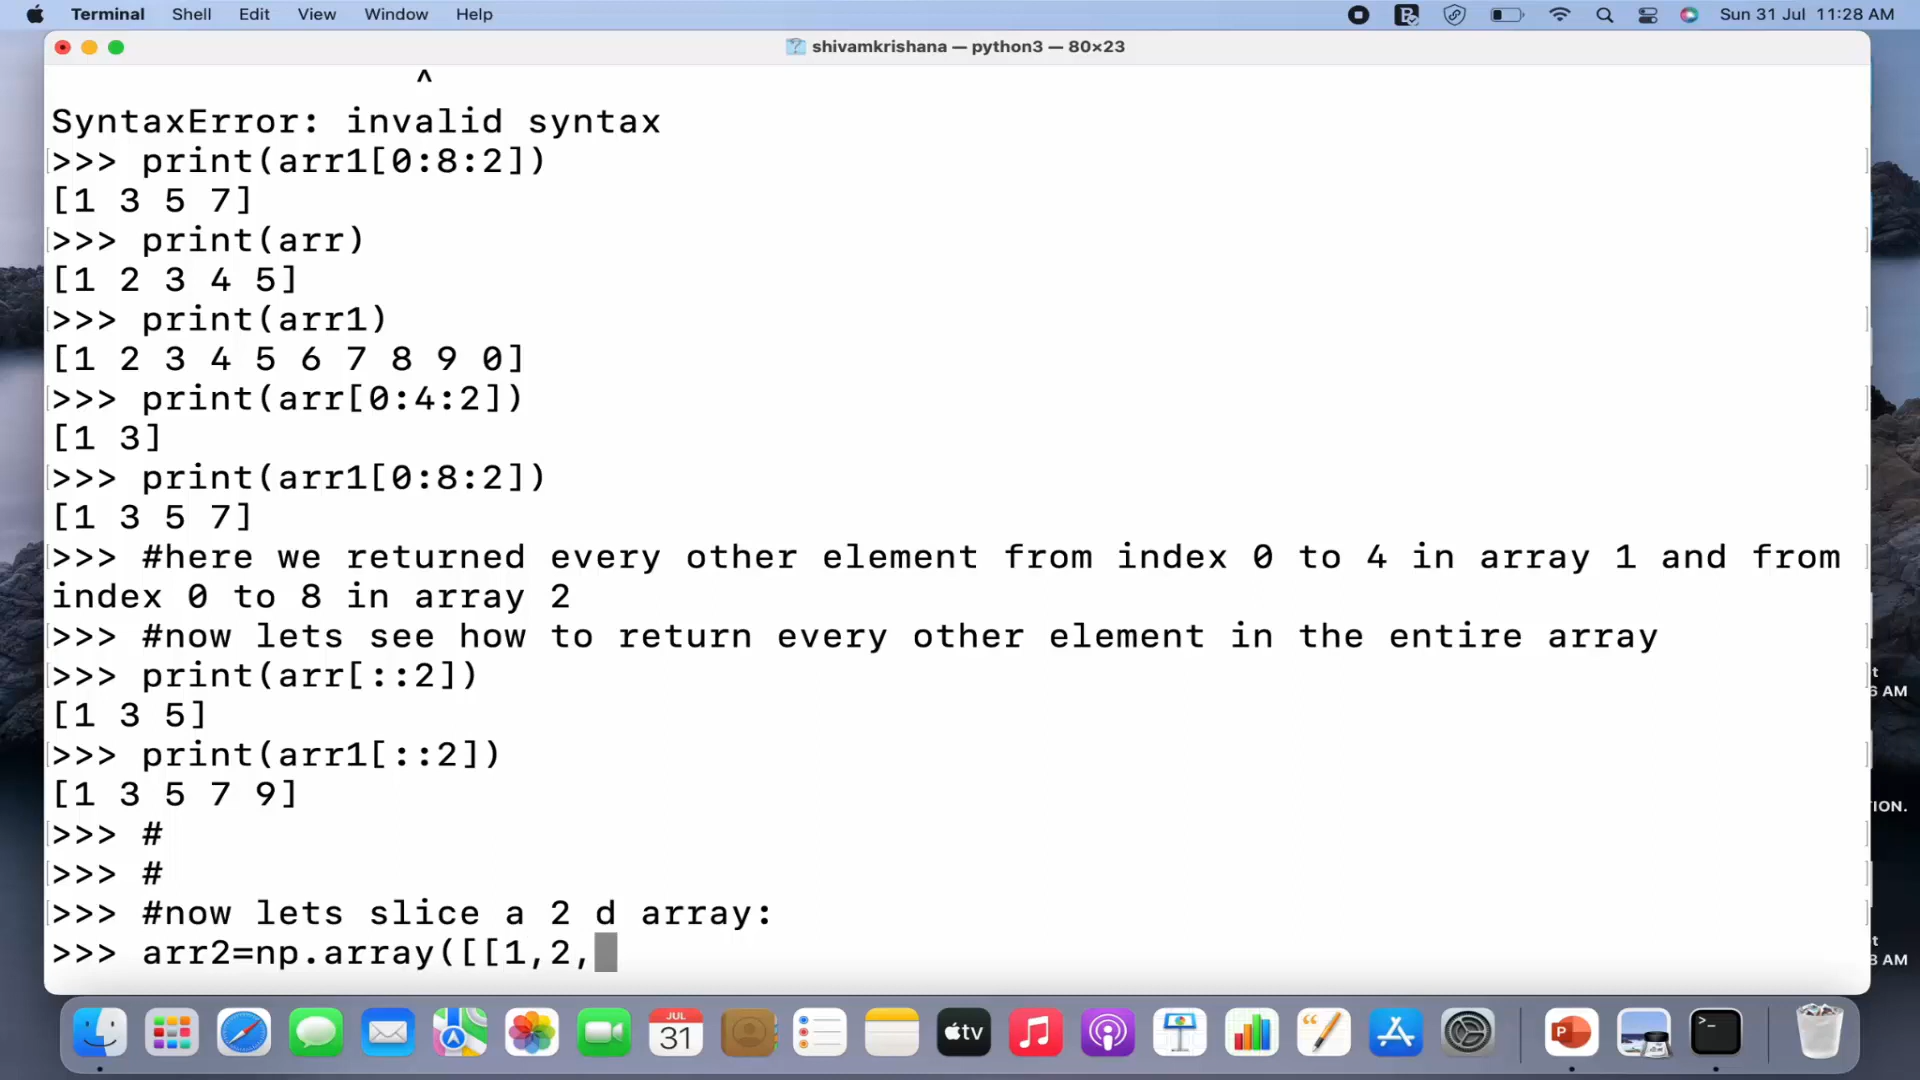 Terminal Shell Edit View Window Help Sun 31 Jul 11:28 AM
shivamkrishana — python3 — 80×23
^
SyntaxError: invalid syntax
>>> print(arr1[0:8:2])
[1 3 5 7]
>>> print(arr)
[1 2 3 4 5]
>>> print(arr1)
[1 2 3 4 5 6 7 8 9 0]
>>> print(arr[0:4:2])
[1 3]
>>> print(arr1[0:8:2])
[1 3 5 7]
>>> #here we returned every other element from index 0 to 4 in array 1 and from
index 0 to 8 in array 2
>>> #now lets see how to return every other element in the entire array
>>> print(arr[::2])
[1 3 5]
>>> print(arr1[::2])
[1 3 5 7 9]
>>> #
>>> #
>>> #now lets slice a 2 d array:
>>> arr2=np.array([[1,2,
AM
AM
JUL
31
tv